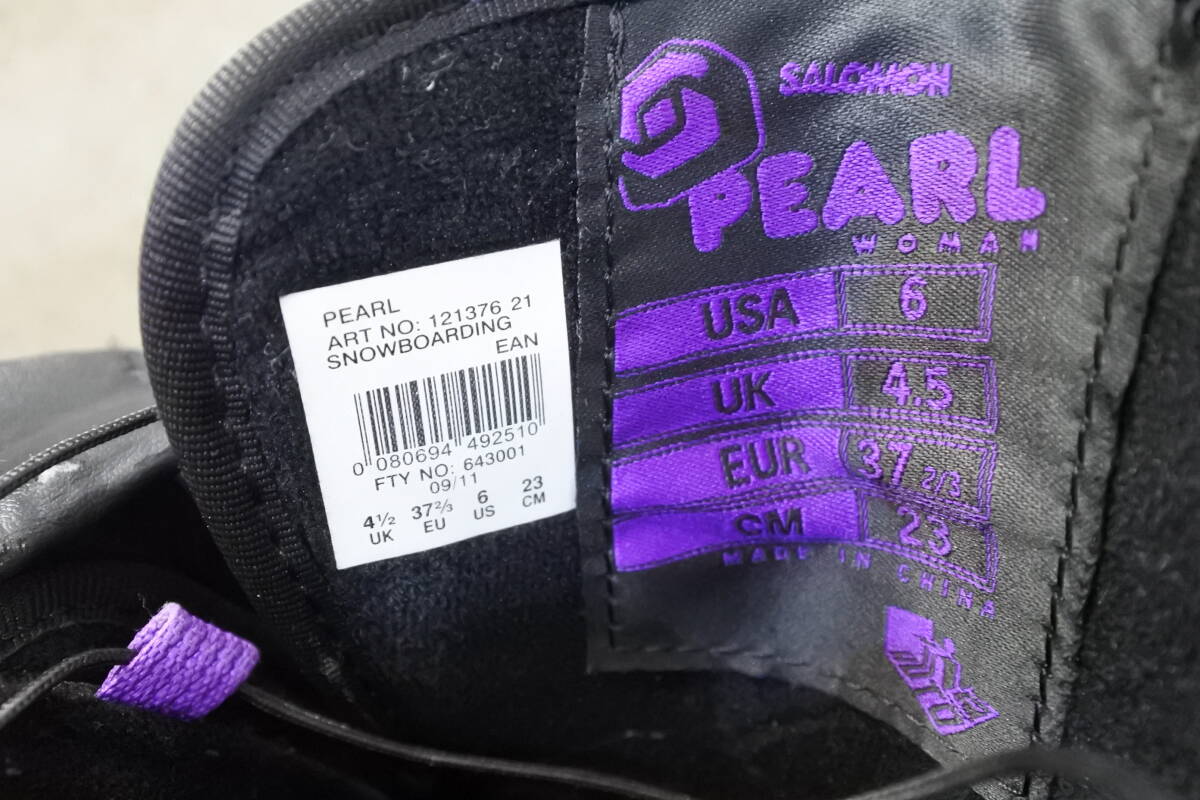 PEARL
ART NO: 121376 21
SNOWBOARDING
EAN
0 080694 492510
FTY NO: 643001
09/11
4½ 37⅔ 6 23
UK EU US CM
SALOMON
PEARL
WOMAN
USA 6
UK 4.5
EUR 37 2/3
CM 23
MADE IN CHINA